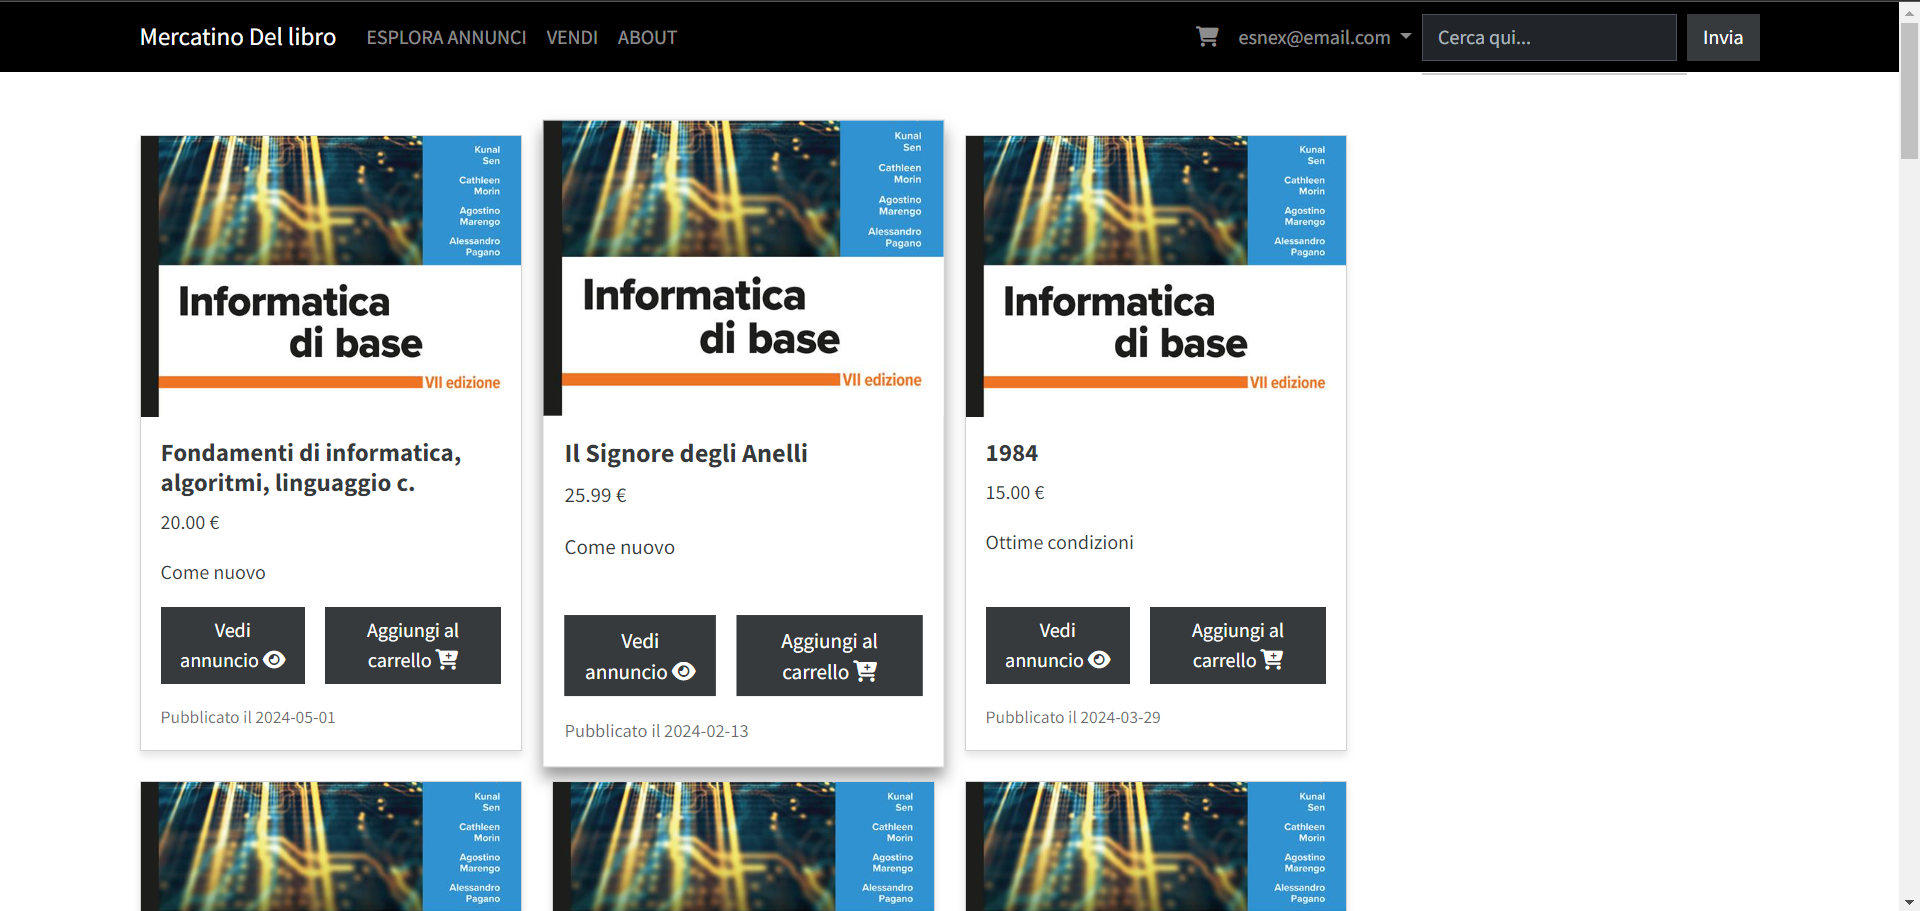 Mercatino Del libro ESPLORA ANNUNCI VENDI ABOUT esnex@email.com Cerca qui... Invia
Kunal
Sen
Cathleen
Morin
Agostino
Marengo
Alessandro
Pagano
Informatica
di base
VII edizione
Fondamenti di informatica,
algoritmi, linguaggio c.
20.00 €
Come nuovo
Vedi
annuncio
Aggiungi al
carrello
Pubblicato il 2024-05-01
Kunal
Sen
Cathleen
Morin
Agostino
Marengo
Alessandro
Pagano
Informatica
di base
VII edizione
Il Signore degli Anelli
25.99 €
Come nuovo
Vedi
annuncio
Aggiungi al
carrello
Pubblicato il 2024-02-13
Kunal
Sen
Cathleen
Morin
Agostino
Marengo
Alessandro
Pagano
Informatica
di base
VII edizione
1984
15.00 €
Ottime condizioni
Vedi
annuncio
Aggiungi al
carrello
Pubblicato il 2024-03-29
Kunal
Sen
Cathleen
Morin
Agostino
Marengo
Alessandro
Pagano
Kunal
Sen
Cathleen
Morin
Agostino
Marengo
Alessandro
Pagano
Kunal
Sen
Cathleen
Morin
Agostino
Marengo
Alessandro
Pagano